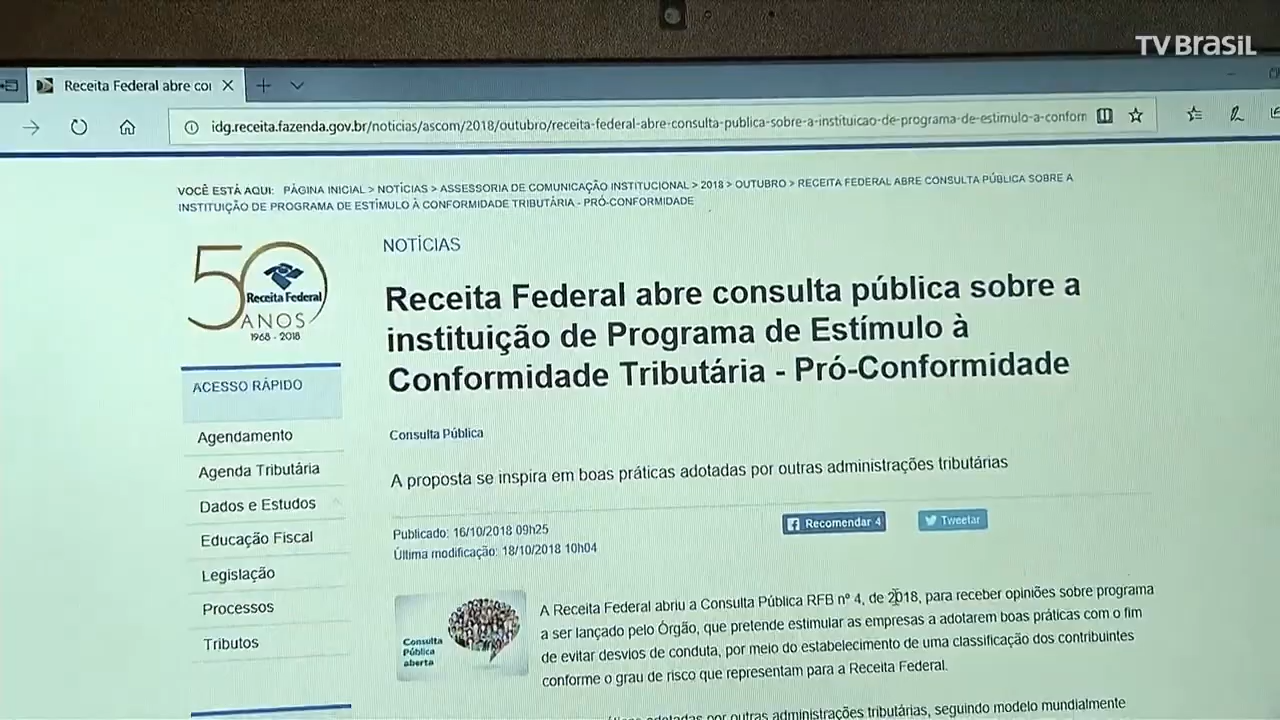 TV BRASIL
Receita Federal abre cor
idg.receita.fazenda.gov.br/noticias/ascom/2018/outubro/receita-federal-abre-consulta-publica-sobre-a-instituicao-de-programa-de-estimulo-a-conform
VOCÊ ESTÁ AQUI: PÁGINA INICIAL > NOTÍCIAS > ASSESSORIA DE COMUNICAÇÃO INSTITUCIONAL > 2018 > OUTUBRO > RECEITA FEDERAL ABRE CONSULTA PÚBLICA SOBRE A
INSTITUIÇÃO DE PROGRAMA DE ESTÍMULO À CONFORMIDADE TRIBUTÁRIA - PRÓ-CONFORMIDADE
50
Receita Federal
ANOS
1968 - 2018
ACESSO RÁPIDO
Agendamento
Agenda Tributária
Dados e Estudos
Educação Fiscal
Legislação
Processos
Tributos
NOTÍCIAS
Receita Federal abre consulta pública sobre a
instituição de Programa de Estímulo à
Conformidade Tributária - Pró-Conformidade
Consulta Pública
A proposta se inspira em boas práticas adotadas por outras administrações tributárias
Publicado: 16/10/2018 09h25
Última modificação: 18/10/2018 10h04
Recomendar 4
Tweetar
Consulta
Pública
aberta
A Receita Federal abriu a Consulta Pública RFB nº 4, de 2018, para receber opiniões sobre programa
a ser lançado pelo Órgão, que pretende estimular as empresas a adotarem boas práticas com o fim
de evitar desvios de conduta, por meio do estabelecimento de uma classificação dos contribuintes
conforme o grau de risco que representam para a Receita Federal.
adotadas por outras administrações tributárias, seguindo modelo mundialmente